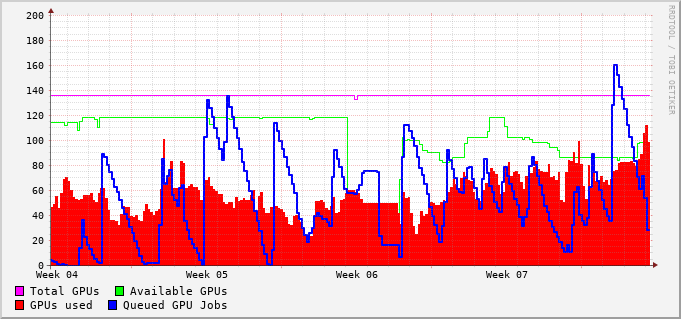 200
180
160
140
120
100
80
60
40
20
0
Week 04 Week 05 Week 06 Week 07
Total GPUs Available GPUs
GPUs used Queued GPU Jobs
RRDTOOL / TOBI OETIKER